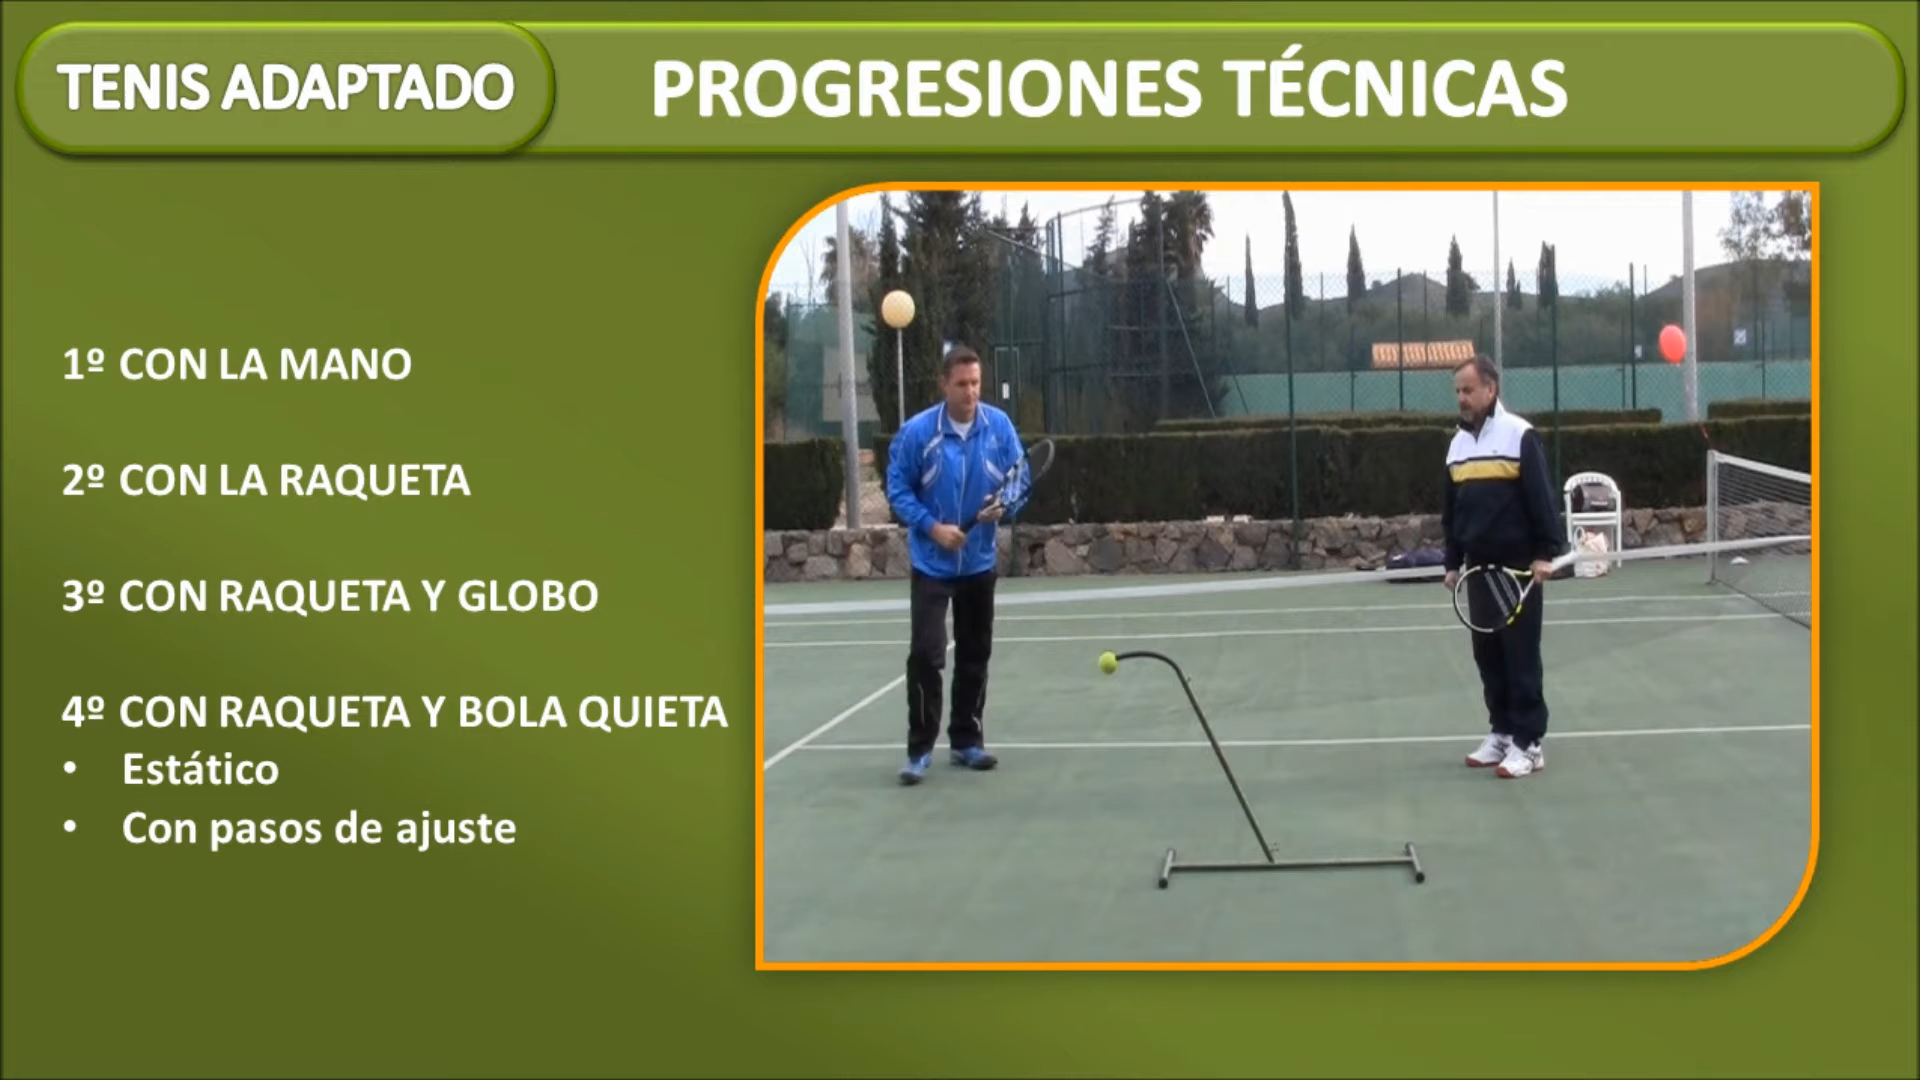 TENIS ADAPTADO
PROGRESIONES TÉCNICAS
1º CON LA MANO
2º CON LA RAQUETA
3º CON RAQUETA Y GLOBO
4º CON RAQUETA Y BOLA QUIETA
• Estático
• Con pasos de ajuste